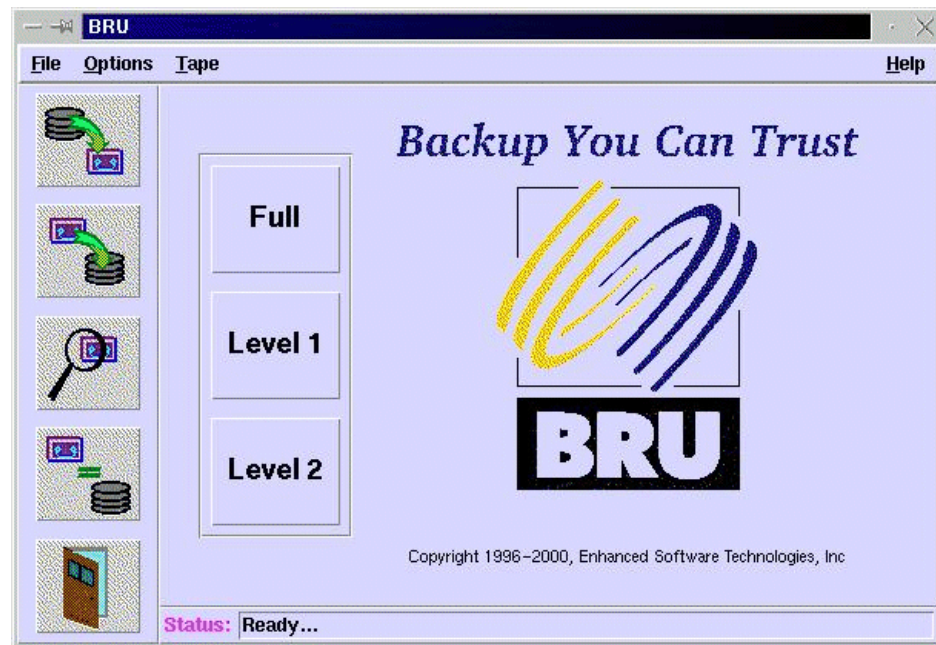 BRU
File Options Tape Help
Backup You Can Trust
Full
Level 1
Level 2
BRU
Copyright 1996-2000, Enhanced Software Technologies, Inc
Status: Ready...